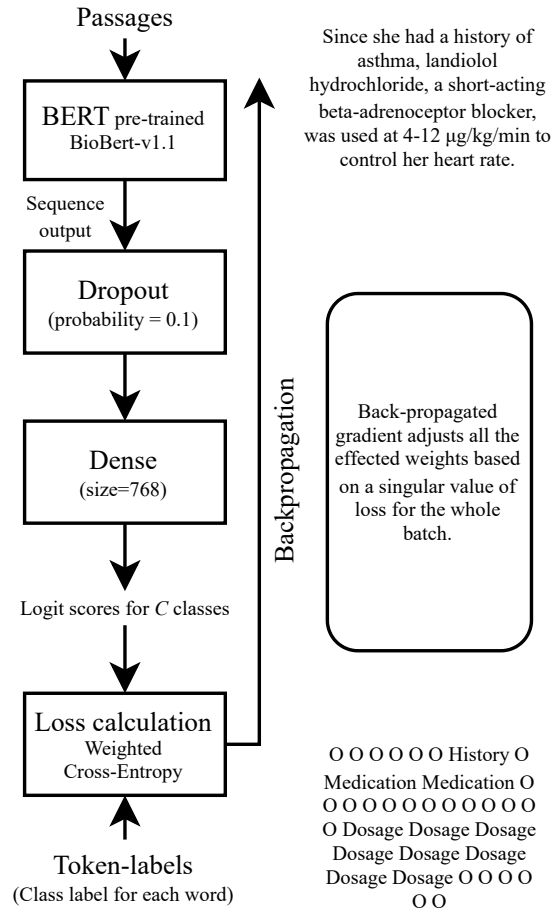 Passages
BERT pre-trained
BioBert-v1.1
Sequence
output
Dropout
(probability = 0.1)
Dense
(size=768)
Logit scores for C classes
Loss calculation
Weighted
Cross-Entropy
Token-labels
(Class label for each word)
Backpropagation
Since she had a history of
asthma, landiolol
hydrochloride, a short-acting
beta-adrenoceptor blocker,
was used at 4-12 μg/kg/min to
control her heart rate.
Back-propagated
gradient adjusts all the
effected weights based
on a singular value of
loss for the whole
batch.
O O O O O O History O
Medication Medication O
O O O O O O O O O O O
O Dosage Dosage Dosage
Dosage Dosage Dosage
Dosage Dosage O O O O
O O